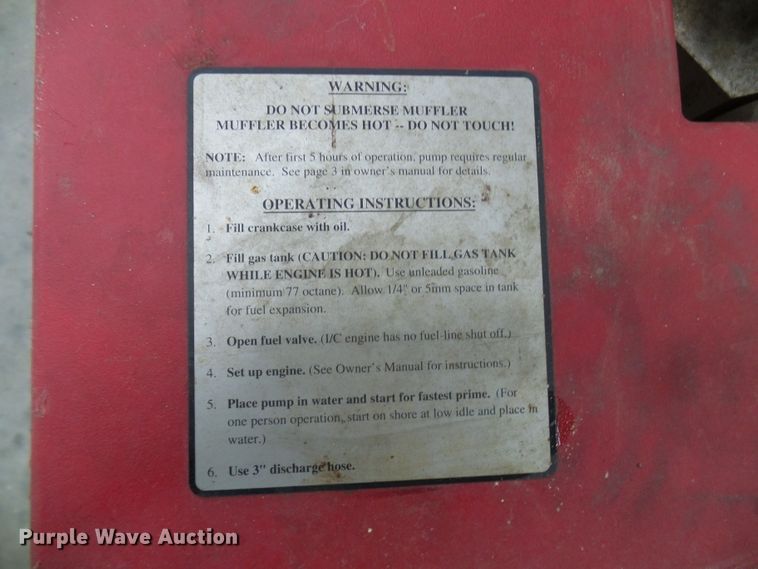 WARNING:
DO NOT SUBMERSE MUFFLER
MUFFLER BECOMES HOT -- DO NOT TOUCH!
NOTE: After first 5 hours of operation, pump requires regular
maintenance. See page 3 in owner's manual for details.
OPERATING INSTRUCTIONS:
1. Fill crankcase with oil.
2. Fill gas tank (CAUTION: DO NOT FILL GAS TANK
WHILE ENGINE IS HOT). Use unleaded gasoline
(minimum 77 octane). Allow 1/4" or 5mm space in tank
for fuel expansion.
3. Open fuel valve. (I/C engine has no fuel-line shut off.)
4. Set up engine. (See Owner's Manual for instructions.)
5. Place pump in water and start for fastest prime. (For
one person operation, start on shore at low idle and place in
water.)
6. Use 3" discharge hose.
Purple Wave Auction